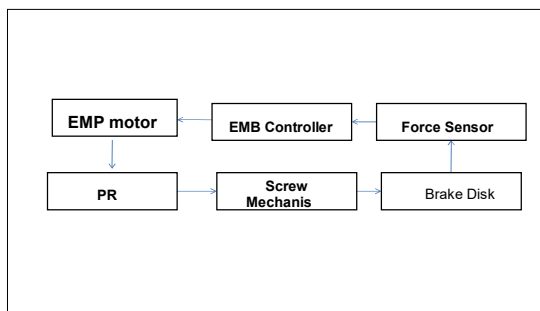 EMP motor
EMB Controller
Force Sensor
PR
Screw
Mechanis
Brake Disk